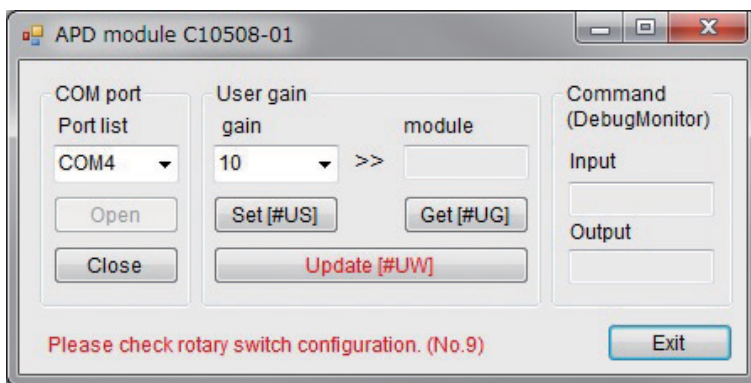 APD module C10508-01
COM port
Port list
COM4
Open
Close
User gain
gain
module
10
>>
Set [#US]
Get [#UG]
Update [#UW]
Command
(DebugMonitor)
Input
Output
Please check rotary switch configuration. (No.9)
Exit